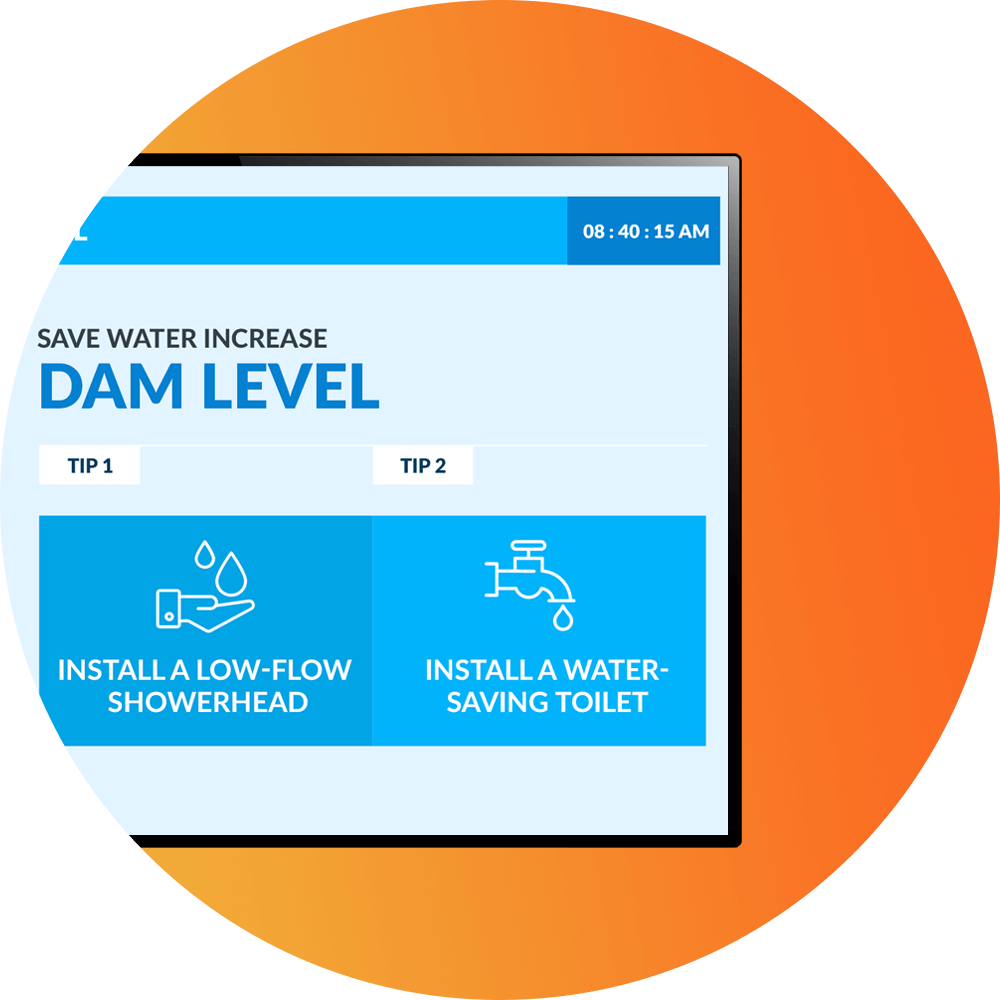 08 : 40 : 15 AM
SAVE WATER INCREASE
DAM LEVEL
TIP 1
TIP 2
INSTALL A LOW-FLOW
SHOWERHEAD
INSTALL A WATER-
SAVING TOILET